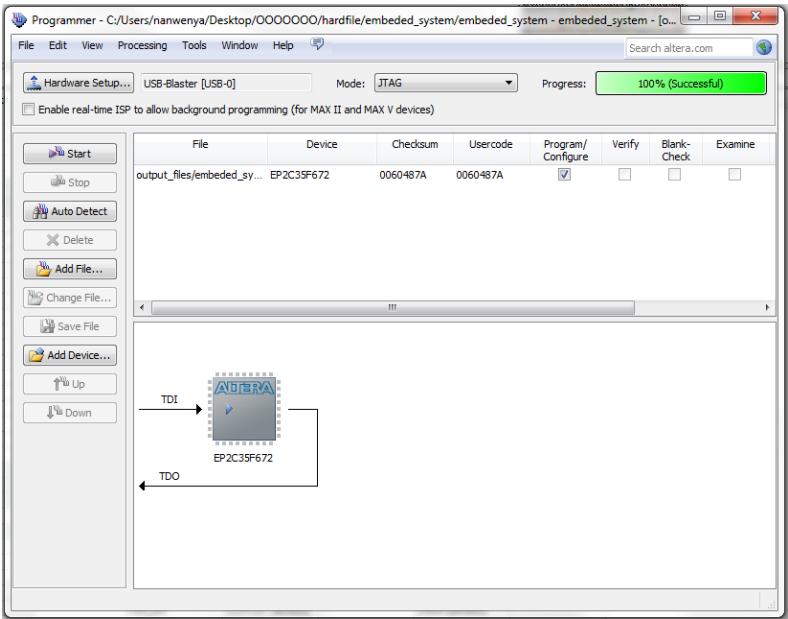 Programmer - C:/Users/nanwenya/Desktop/OOOOOOO/hardfile/embeded_system/embeded_system - embeded_system - [o...
File Edit View Processing Tools Window Help
Search altera.com
Hardware Setup... USB-Blaster [USB-0] Mode: JTAG Progress: 100% (Successful)
Enable real-time ISP to allow background programming (for MAX II and MAX V devices)
Start
Stop
Auto Detect
Delete
Add File...
Change File...
Save File
Add Device...
Up
Down
File Device Checksum Usercode Program/ Verify Blank- Examine
Configure Check
output_files/embeded_sy... EP2C35F672 0060487A 0060487A
ALTERA
TDI
EP2C35F672
TDO